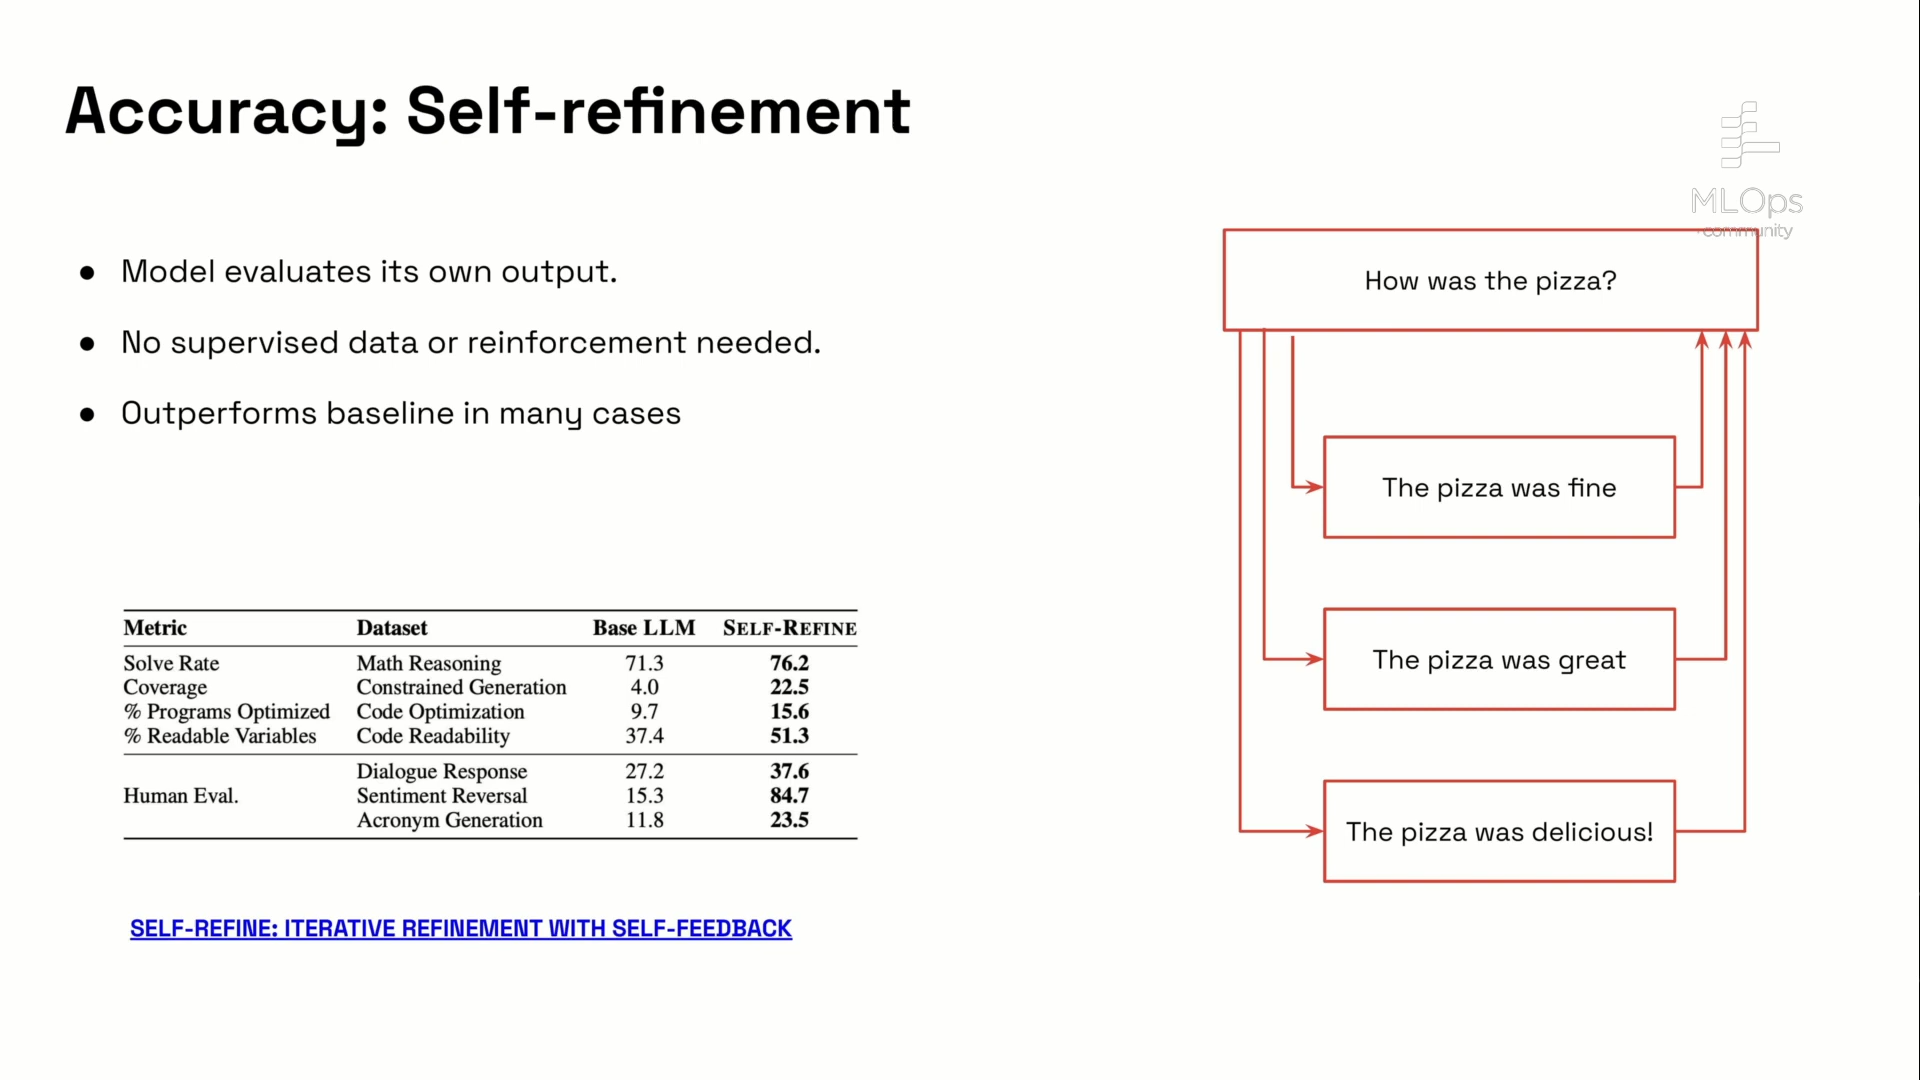 Accuracy: Self-refinement
MLOps
community
● Model evaluates its own output.
● No supervised data or reinforcement needed.
● Outperforms baseline in many cases
Metric Dataset Base LLM SELF-REFINE
Solve Rate Math Reasoning 71.3 76.2
Coverage Constrained Generation 4.0 22.5
% Programs Optimized Code Optimization 9.7 15.6
% Readable Variables Code Readability 37.4 51.3
Dialogue Response 27.2 37.6
Human Eval. Sentiment Reversal 15.3 84.7
Acronym Generation 11.8 23.5
SELF-REFINE: ITERATIVE REFINEMENT WITH SELF-FEEDBACK
How was the pizza?
The pizza was fine
The pizza was great
The pizza was delicious!